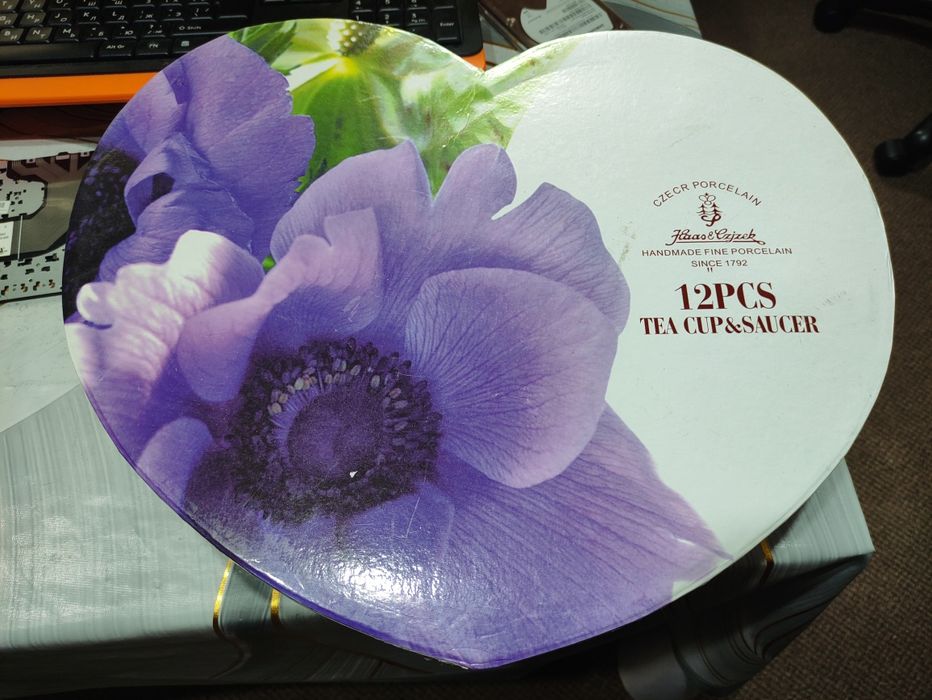 CZECR PORCELAIN
Haas & Czjzek
HANDMADE FINE PORCELAIN
SINCE 1792
12PCS
TEA CUP&SAUCER